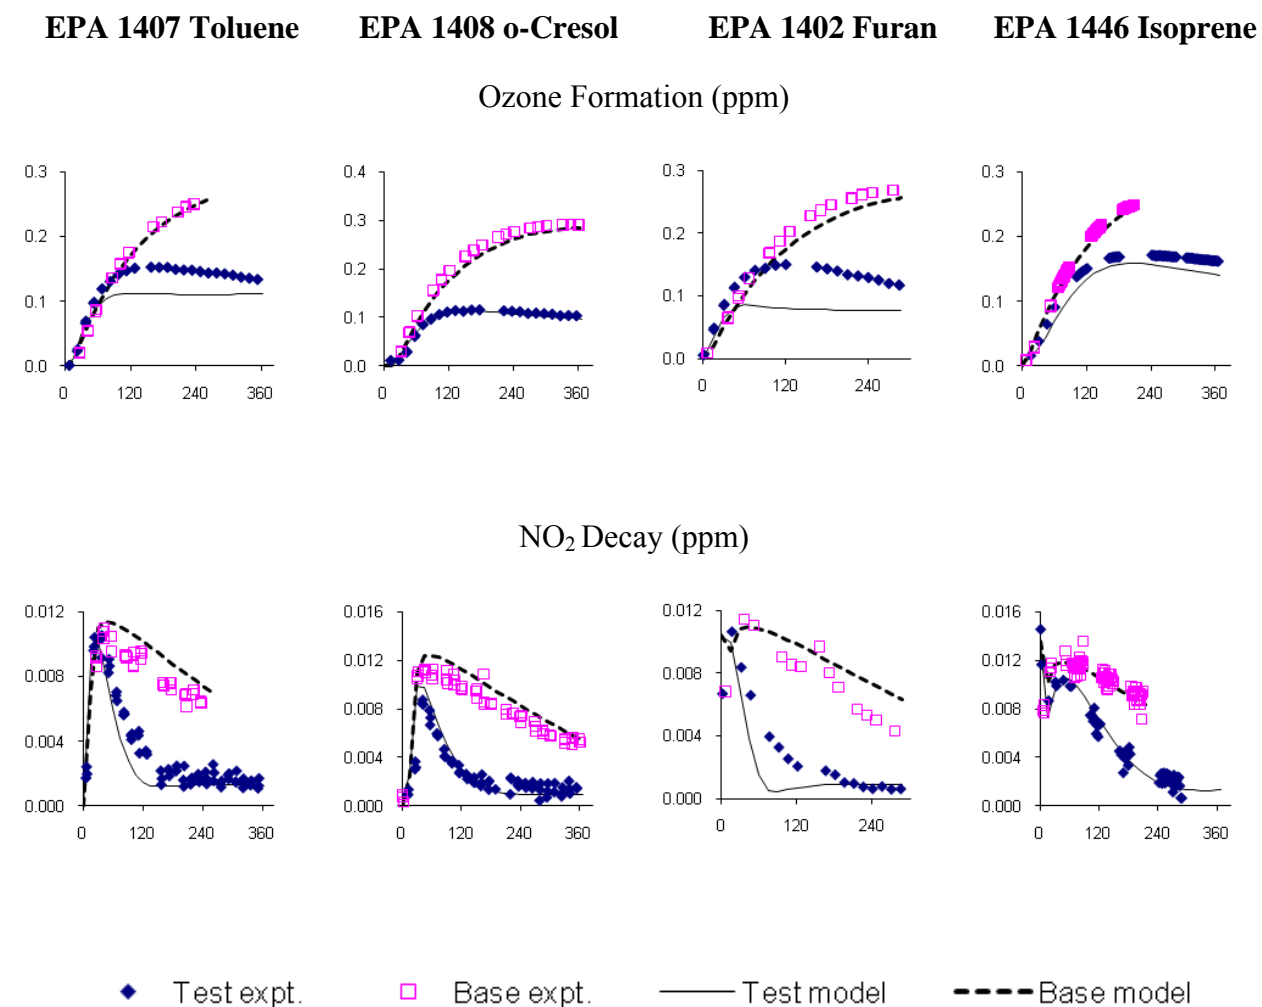 EPA 1407 Toluene EPA 1408 o-Cresol EPA 1402 Furan EPA 1446 Isoprene
Ozone Formation (ppm)
0.3 0.4 0.3 0.3
0.3
0.2 0.2 0.2
0.2
0.1 0.1 0.1
0.1
0.0 0.0 0.0 0.0
0 120 240 360 0 120 240 360 0 120 240 0 120 240 360
NO₂ Decay (ppm)
0.012 0.016 0.012 0.016
0.008 0.012 0.008 0.012
0.008 0.008
0.004 0.004 0.004 0.004
0.000 0.000 0.000 0.000
0 120 240 360 0 120 240 360 0 120 240 0 120 240 360
Test expt. Base expt. Test model Base model